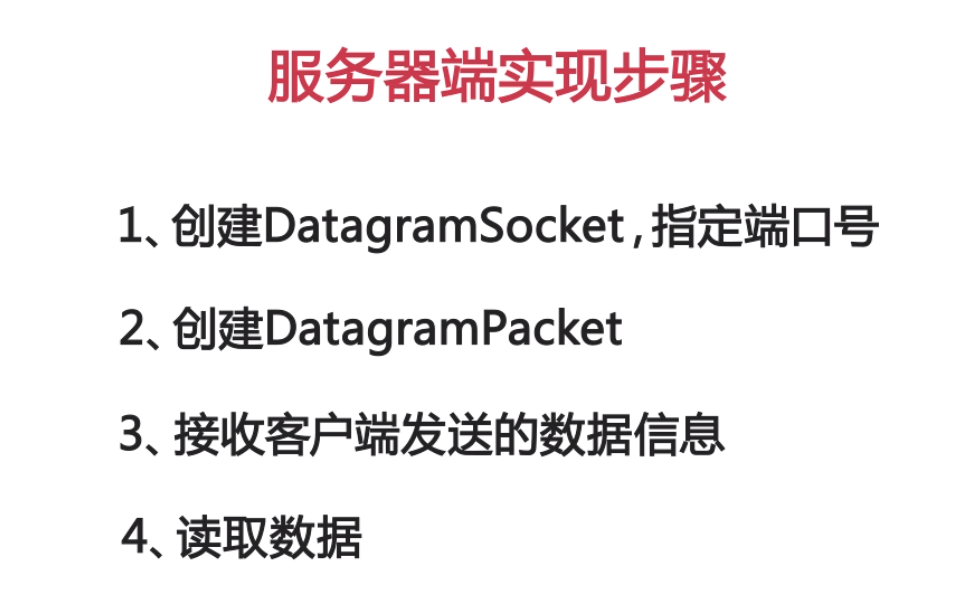 服务器端实现步骤
1、创建DatagramSocket,指定端口号
2、创建DatagramPacket
3、接收客户端发送的数据信息
4、读取数据